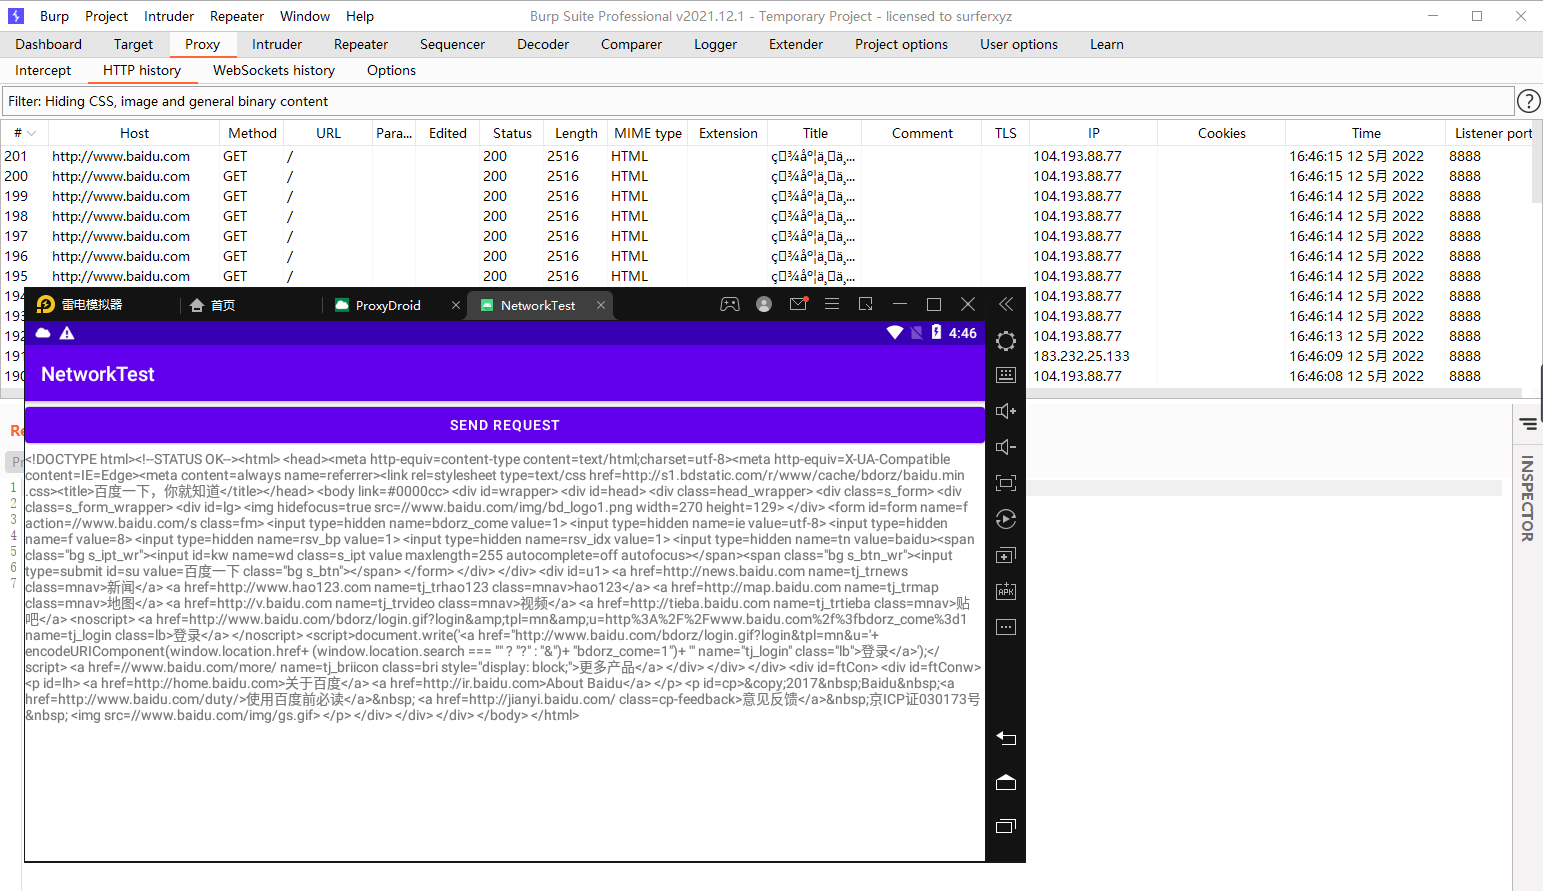 Burp Project Intruder Repeater Window Help
Burp Suite Professional v2021.12.1 - Temporary Project - licensed to surferxyz
Dashboard Target Proxy Intruder Repeater Sequencer Decoder Comparer Logger Extender Project options User options Learn
Intercept HTTP history WebSockets history Options
Filter: Hiding CSS, image and general binary content
?
# Host Method URL Para... Edited Status Length MIME type Extension Title Comment TLS IP Cookies Time Listener port
201 http://www.baidu.com GET / 200 2516 HTML 104.193.88.77 16:46:15 12 5月 2022 8888
200 http://www.baidu.com GET / 200 2516 HTML 104.193.88.77 16:46:15 12 5月 2022 8888
199 http://www.baidu.com GET / 200 2516 HTML 104.193.88.77 16:46:14 12 5月 2022 8888
198 http://www.baidu.com GET / 200 2516 HTML 104.193.88.77 16:46:14 12 5月 2022 8888
197 http://www.baidu.com GET / 200 2516 HTML 104.193.88.77 16:46:14 12 5月 2022 8888
196 http://www.baidu.com GET / 200 2516 HTML 104.193.88.77 16:46:14 12 5月 2022 8888
195 http://www.baidu.com GET / 200 2516 HTML 104.193.88.77 16:46:14 12 5月 2022 8888
194 104.193.88.77 16:46:14 12 5月 2022 8888
193 104.193.88.77 16:46:14 12 5月 2022 8888
192 104.193.88.77 16:46:13 12 5月 2022 8888
191 183.232.25.133 16:46:09 12 5月 2022 8888
190 104.193.88.77 16:46:08 12 5月 2022 8888
雷电模拟器 首页 ProxyDroid NetworkTest
4:46
NetworkTest
SEND REQUEST
<!DOCTYPE html><!--STATUS OK--><html> <head><meta http-equiv=content-type content=text/html;charset=utf-8><meta http-equiv=X-UA-Compatible
content=IE=Edge><meta content=always name=referrer><link rel=stylesheet type=text/css href=http://s1.bdstatic.com/r/www/cache/bdorz/baidu.min
.css><title>百度一下，你就知道</title></head> <body link=#0000cc> <div id=wrapper> <div id=head> <div class=head_wrapper> <div class=s_form> <div
class=s_form_wrapper> <div id=lg> <img hidefocus=true src=//www.baidu.com/img/bd_logo1.png width=270 height=129> </div> <form id=form name=f
action=//www.baidu.com/s class=fm> <input type=hidden name=bdorz_come value=1> <input type=hidden name=ie value=utf-8> <input type=hidden
name=f value=8> <input type=hidden name=rsv_bp value=1> <input type=hidden name=rsv_idx value=1> <input type=hidden name=tn value=baidu><span
class="bg s_ipt_wr"><input id=kw name=wd class=s_ipt value maxlength=255 autocomplete=off autofocus></span><span class="bg s_btn_wr"><input
type=submit id=su value=百度一下 class="bg s_btn"></span> </form> </div> </div> <div id=u1> <a href=http://news.baidu.com name=tj_trnews
class=mnav>新闻</a> <a href=http://www.hao123.com name=tj_trhao123 class=mnav>hao123</a> <a href=http://map.baidu.com name=tj_trmap
class=mnav>地图</a> <a href=http://v.baidu.com name=tj_trvideo class=mnav>视频</a> <a href=http://tieba.baidu.com name=tj_trtieba class=mnav>贴
吧</a> <noscript> <a href=http://www.baidu.com/bdorz/login.gif?login&amp;tpl=mn&amp;u=http%3A%2F%2Fwww.baidu.com%2f%3fbdorz_come%3d1
name=tj_login class=lb>登录</a> </noscript> <script>document.write('<a href="http://www.baidu.com/bdorz/login.gif?login&tpl=mn&u='+
encodeURIComponent(window.location.href+ (window.location.search === "" ? "?" : "&")+ "bdorz_come=1")+ '" name="tj_login" class="lb">登录</a>');</
script> <a href=//www.baidu.com/more/ name=tj_briicon class=bri style="display: block;">更多产品</a> </div> </div> </div> <div id=ftCon> <div id=ftConw>
<p id=lh> <a href=http://home.baidu.com>关于百度</a> <a href=http://ir.baidu.com>About Baidu</a> </p> <p id=cp>&copy;2017&nbsp;Baidu&nbsp;<a
href=http://www.baidu.com/duty/>使用百度前必读</a>&nbsp; <a href=http://jianyi.baidu.com/ class=cp-feedback>意见反馈</a>&nbsp;京ICP证030173号
&nbsp; <img src=//www.baidu.com/img/gs.gif> </p> </div> </div> </div> </body> </html>
APK
1
2
3
4
5
6
7
INSPECTOR